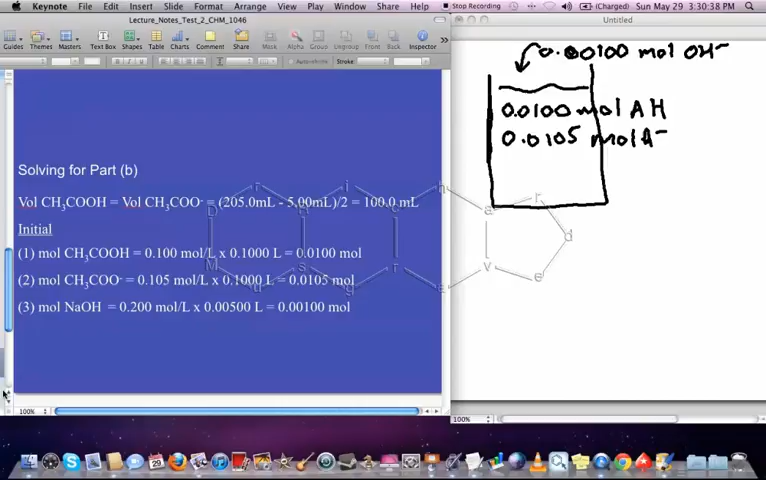 Keynote File Edit Insert Slide Format Arrange View Play Window Share Help Stop Recording (Charged) Sun May 29 3:30:38 PM
Lecture_Notes_Test_2_CHM_1046
Untitled
Guides Themes Masters Text Box Shapes Table Charts Comment Share Mask Alpha Group Ungroup Front Back Inspector
Stroke:
0.00100 mol OH⁻
0.0100 mol AH
0.0105 mol A⁻
Solving for Part (b)
Vol CH₃COOH = Vol CH₃COO⁻ = (205.0mL - 5.00mL)/2 = 100.0 mL
Initial
(1) mol CH₃COOH = 0.100 mol/L x 0.1000 L = 0.0100 mol
(2) mol CH₃COO⁻ = 0.105 mol/L x 0.1000 L = 0.0105 mol
(3) mol NaOH = 0.200 mol/L x 0.00500 L = 0.00100 mol
100%
100%